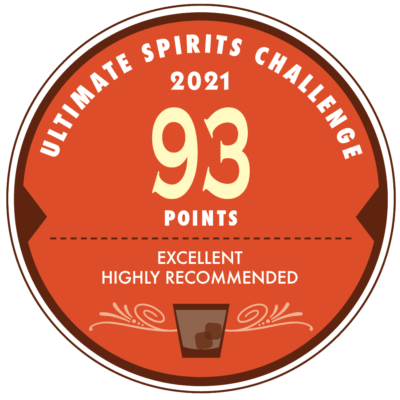 ULTIMATE SPIRITS CHALLENGE
2021
93
POINTS
EXCELLENT
HIGHLY RECOMMENDED